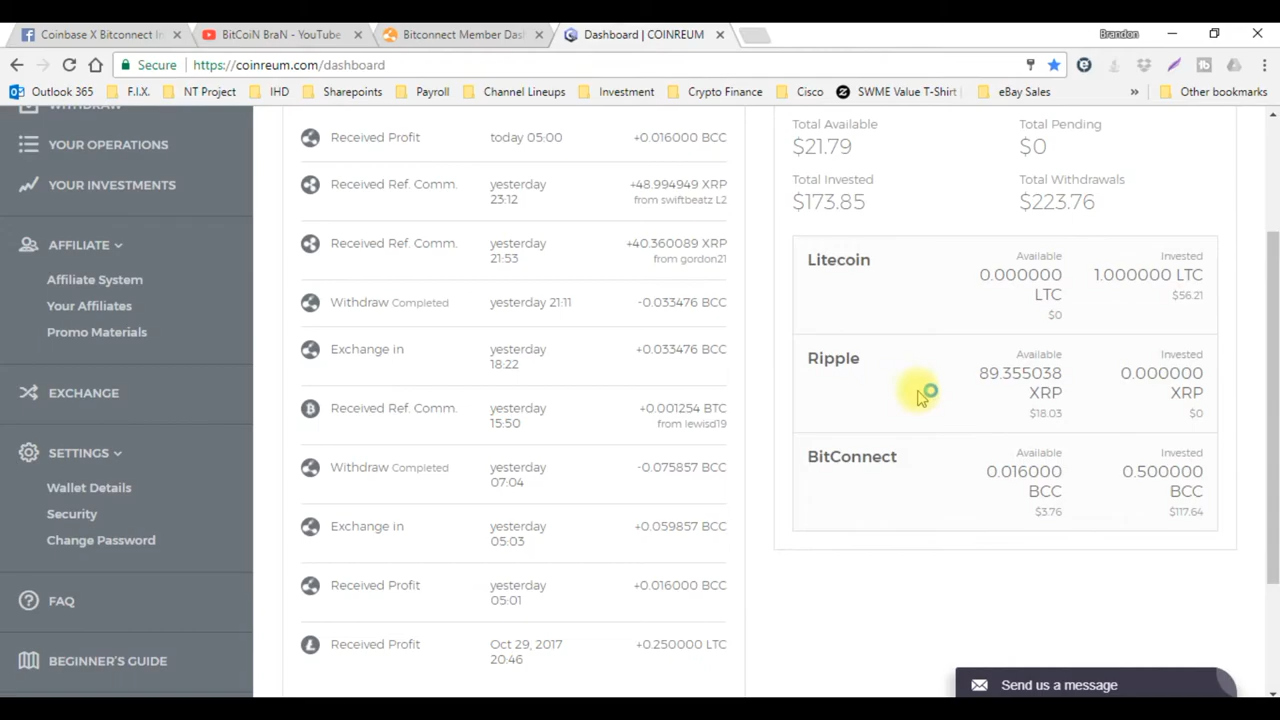 Coinbase X Bitconnect In
BitCoiN BraN - YouTube
Bitconnect Member Das
Dashboard | COINREUM
Brandon
Secure
https://coinreum.com/dashboard
Outlook 365
F.I.X.
NT Project
IHD
Sharepoints
Payroll
Channel Lineups
Investment
Crypto Finance
Cisco
SWME Value T-Shirt
eBay Sales
Other bookmarks
WITHDRAW
YOUR OPERATIONS
YOUR INVESTMENTS
AFFILIATE
Affiliate System
Your Affiliates
Promo Materials
EXCHANGE
SETTINGS
Wallet Details
Security
Change Password
FAQ
BEGINNER'S GUIDE
Received Profit today 05:00 +0.016000 BCC
Received Ref. Comm. yesterday +48.994949 XRP
23:12 from swiftbeatz L2
Received Ref. Comm. yesterday +40.360089 XRP
21:53 from gordon21
Withdraw Completed yesterday 21:11 -0.033476 BCC
Exchange in yesterday +0.033476 BCC
18:22
Received Ref. Comm. yesterday +0.001254 BTC
15:50 from lewisd19
Withdraw Completed yesterday -0.075857 BCC
07:04
Exchange in yesterday +0.059857 BCC
05:03
Received Profit yesterday +0.016000 BCC
05:01
Received Profit Oct 29, 2017 +0.250000 LTC
20:46
Total Available Total Pending
$21.79 $0
Total Invested Total Withdrawals
$173.85 $223.76
Available Invested
Litecoin 0.000000 1.000000 LTC
LTC $56.21
$0
Available Invested
Ripple 89.355038 0.000000
XRP XRP
$18.03 $0
Available Invested
BitConnect 0.016000 0.500000
BCC BCC
$3.76 $117.64
Send us a message